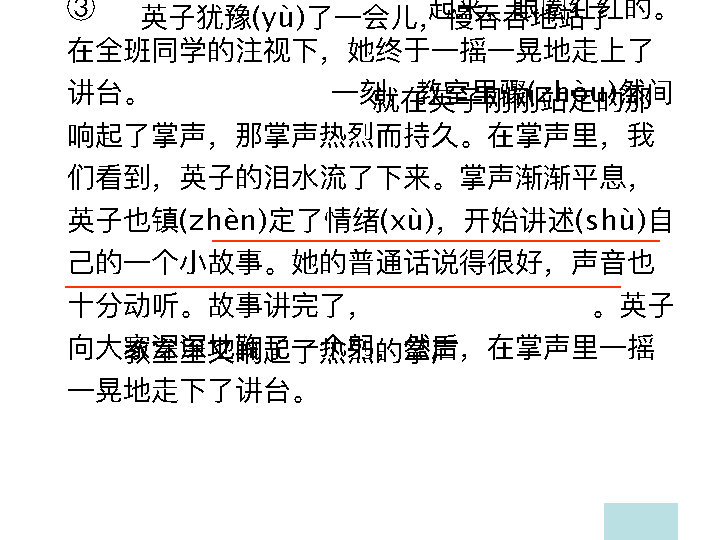 ③ 英子犹豫(yù)了一会儿，慢吞吞地站了
起来，眼圈红红的。
在全班同学的注视下，她终于一摇一晃地走上了
讲台。 就在英子刚刚站定的那
一刻，教室里骤(zhòu)然间
响起了掌声，那掌声热烈而持久。在掌声里，我
们看到，英子的泪水流了下来。掌声渐渐平息，
英子也镇(zhèn)定了情绪(xù)，开始讲述(shù)自
己的一个小故事。她的普通话说得很好，声音也
十分动听。故事讲完了， 。英子
教室里又响起了热烈的掌声
向大家深深地鞠了一个躬，然后，在掌声里一摇
一晃地走下了讲台。